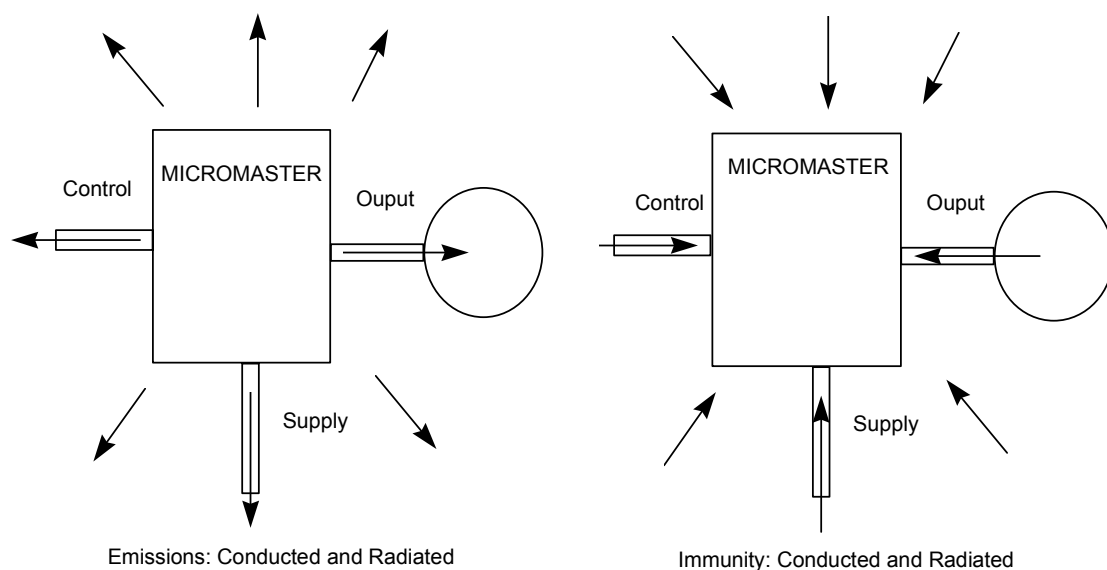 MICROMASTER
Control
Ouput
Supply
Emissions: Conducted and Radiated
MICROMASTER
Control
Ouput
Supply
Immunity: Conducted and Radiated